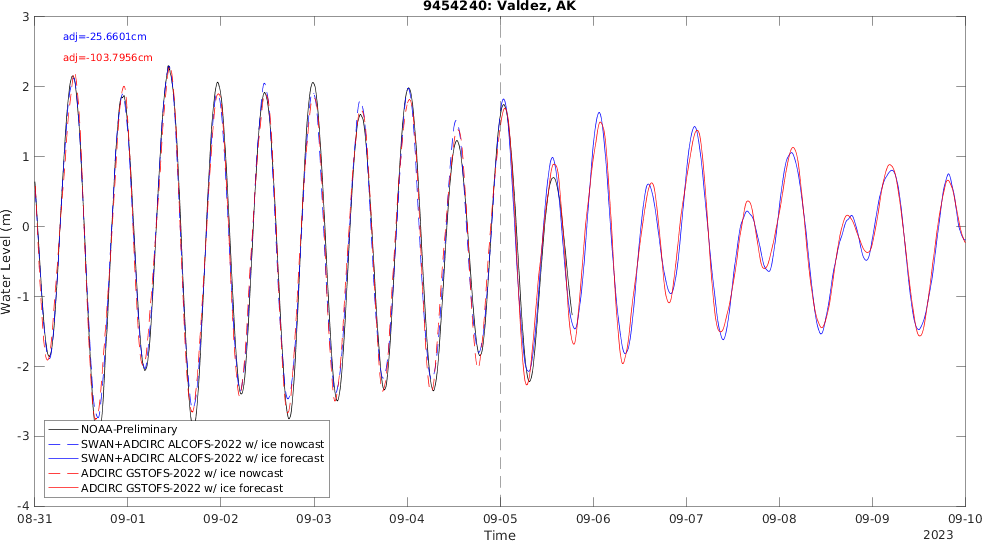 9454240: Valdez, AK
adj=-25.6601cm
adj=-103.7956cm
3
2
1
0
-1
-2
-3
-4
Water Level (m)
NOAA-Preliminary
SWAN+ADCIRC ALCOFS-2022 w/ ice nowcast
SWAN+ADCIRC ALCOFS-2022 w/ ice forecast
ADCIRC GSTOFS-2022 w/ ice nowcast
ADCIRC GSTOFS-2022 w/ ice forecast
08-31 09-01 09-02 09-03 09-04 09-05 09-06 09-07 09-08 09-09 09-10
Time
2023